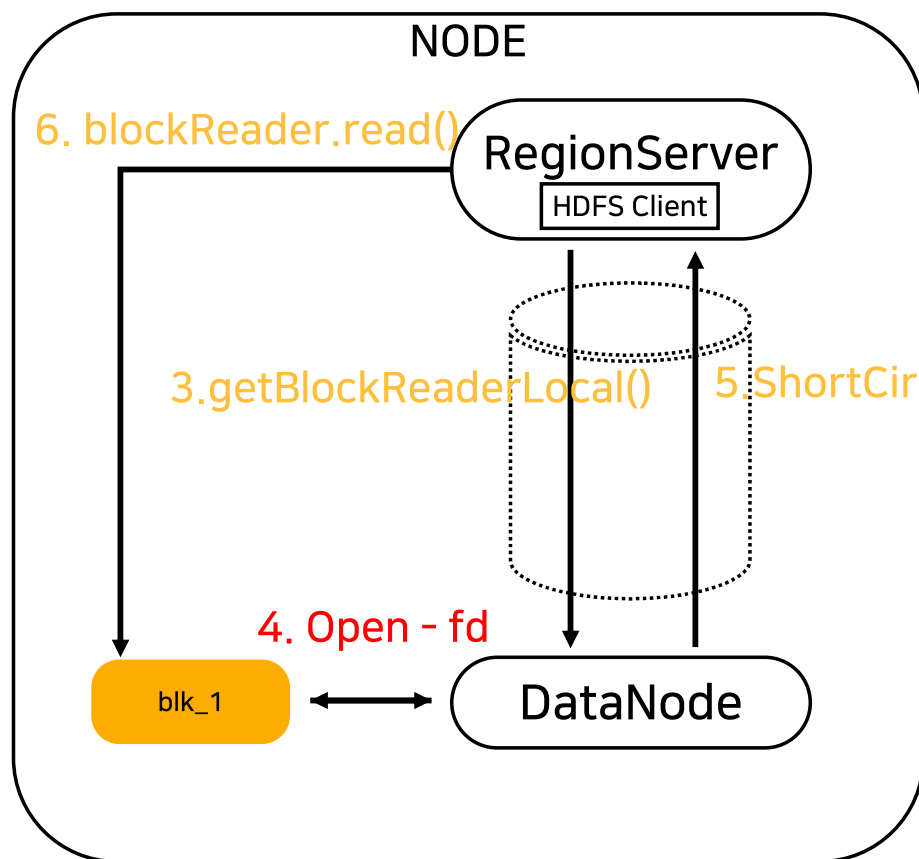 NODE
6. blockReader.read()
RegionServer
HDFS Client
3.getBlockReaderLocal()
5.ShortCir
4. Open - fd
blk_1
DataNode